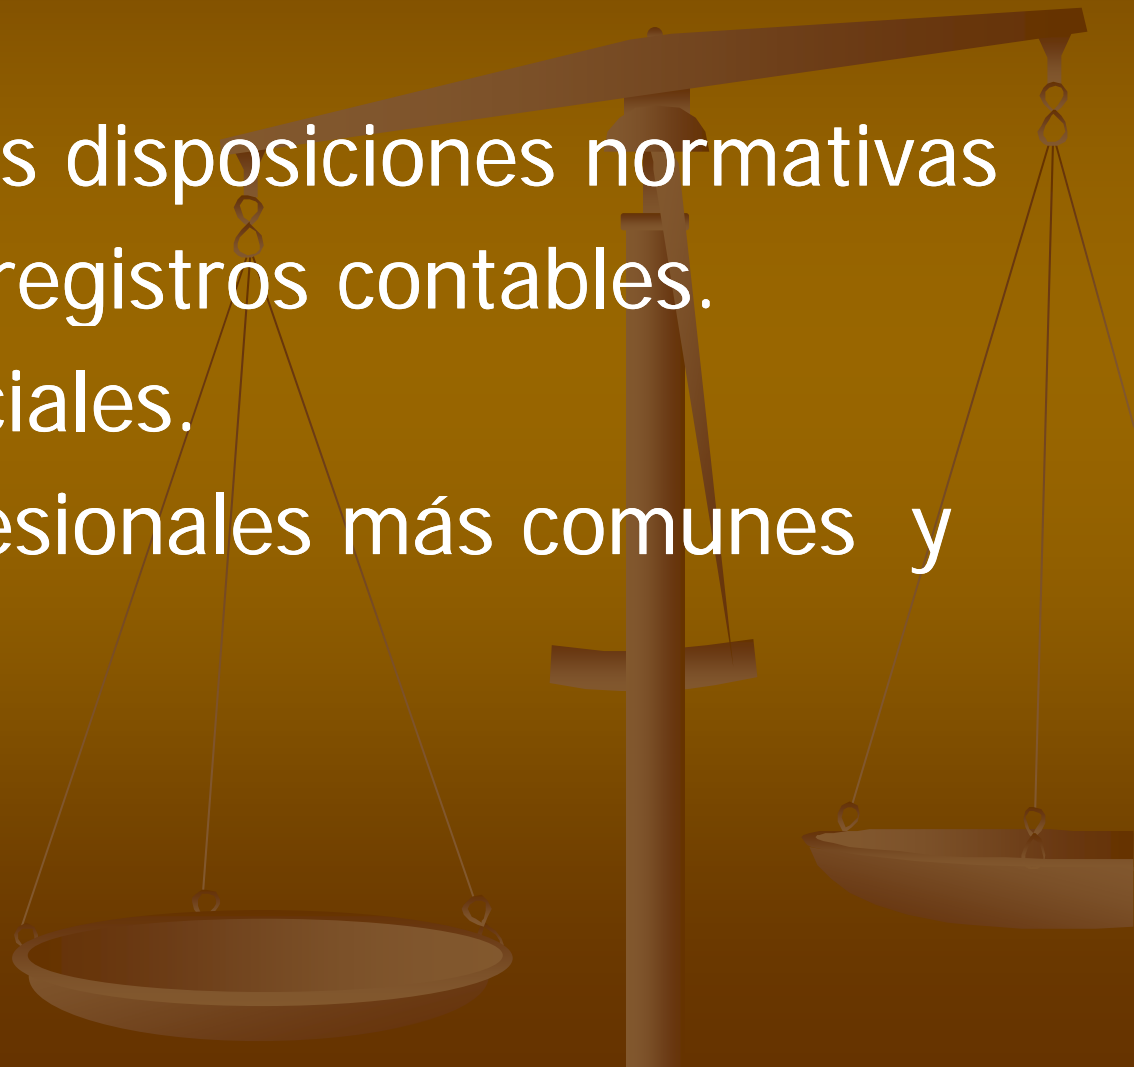 s disposiciones normativas
registros contables.
ciales.
esionales más comunes y